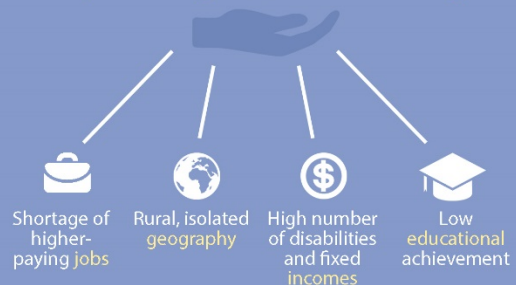 Shortage of
higher-
paying jobs
Rural, isolated
geography
High number
of disabilities
and fixed
incomes
Low
educational
achievement